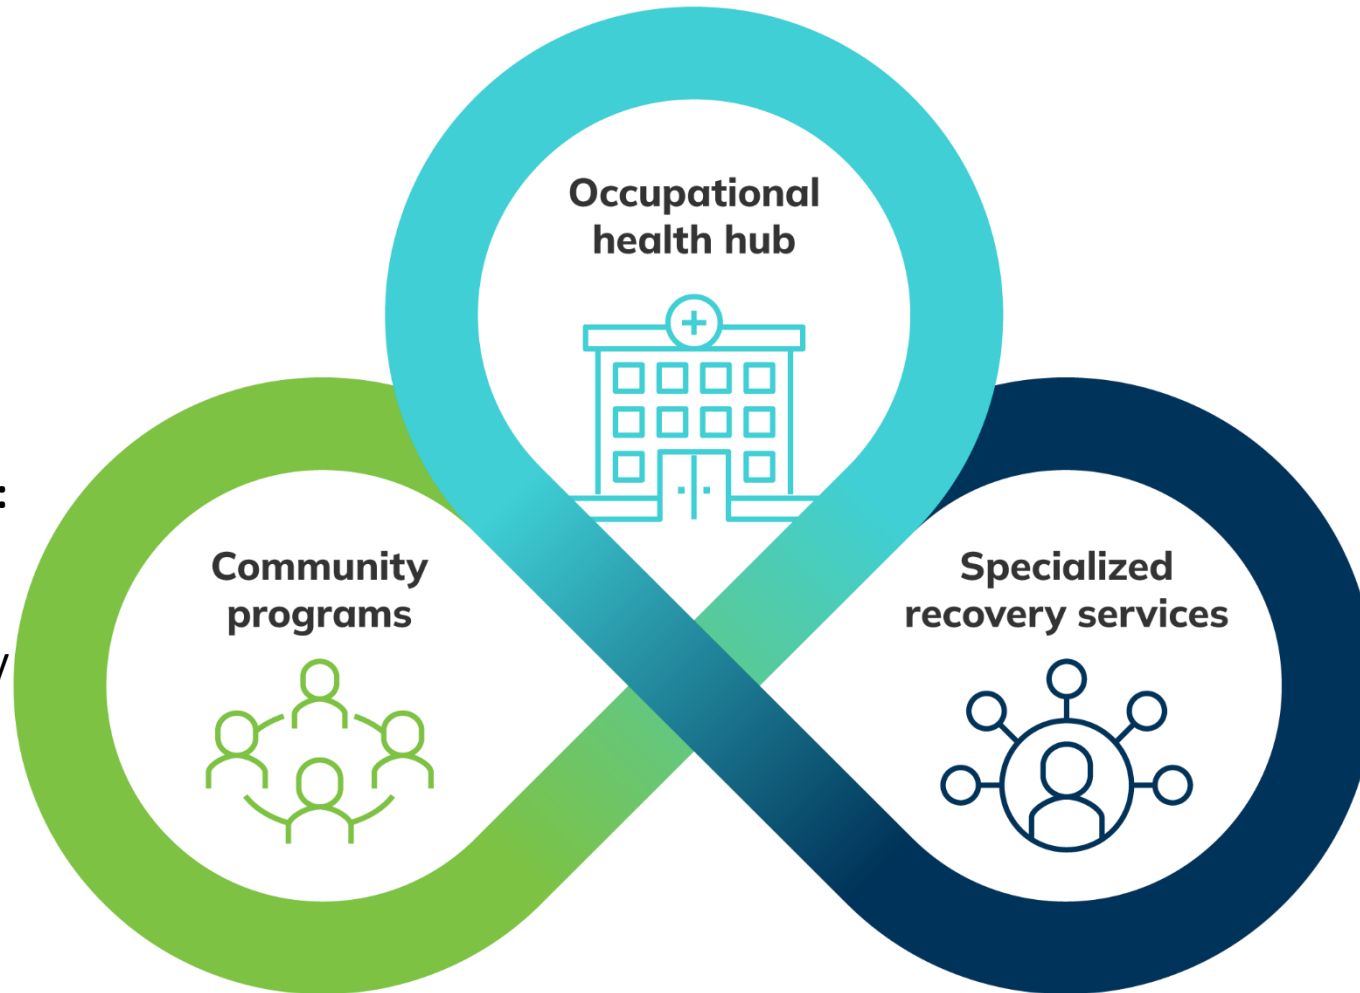 Occupational
health hub
:
Community
programs
Specialized
recovery services
/